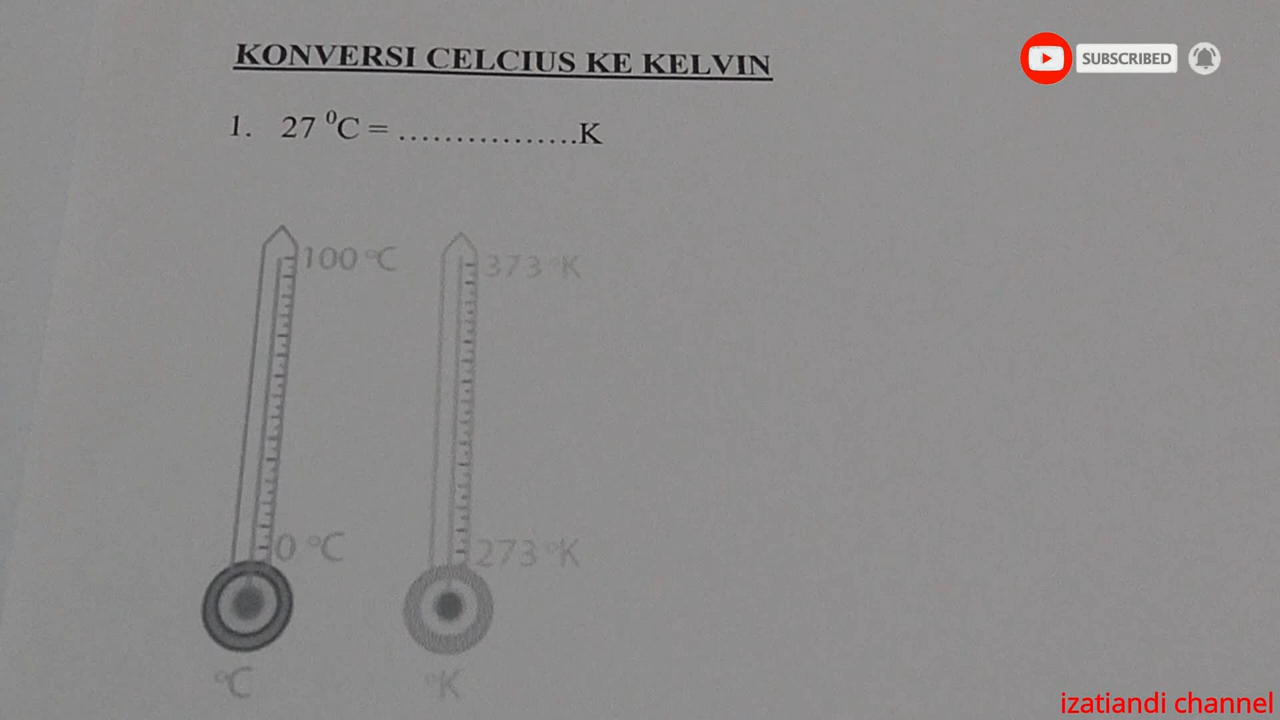 KONVERSI CELCIUS KE KELVIN
SUBSCRIBED
1. 27 ⁰C = ................K
100 °C
373 °K
0 °C
273 °K
°C
°K
izatiandi channel